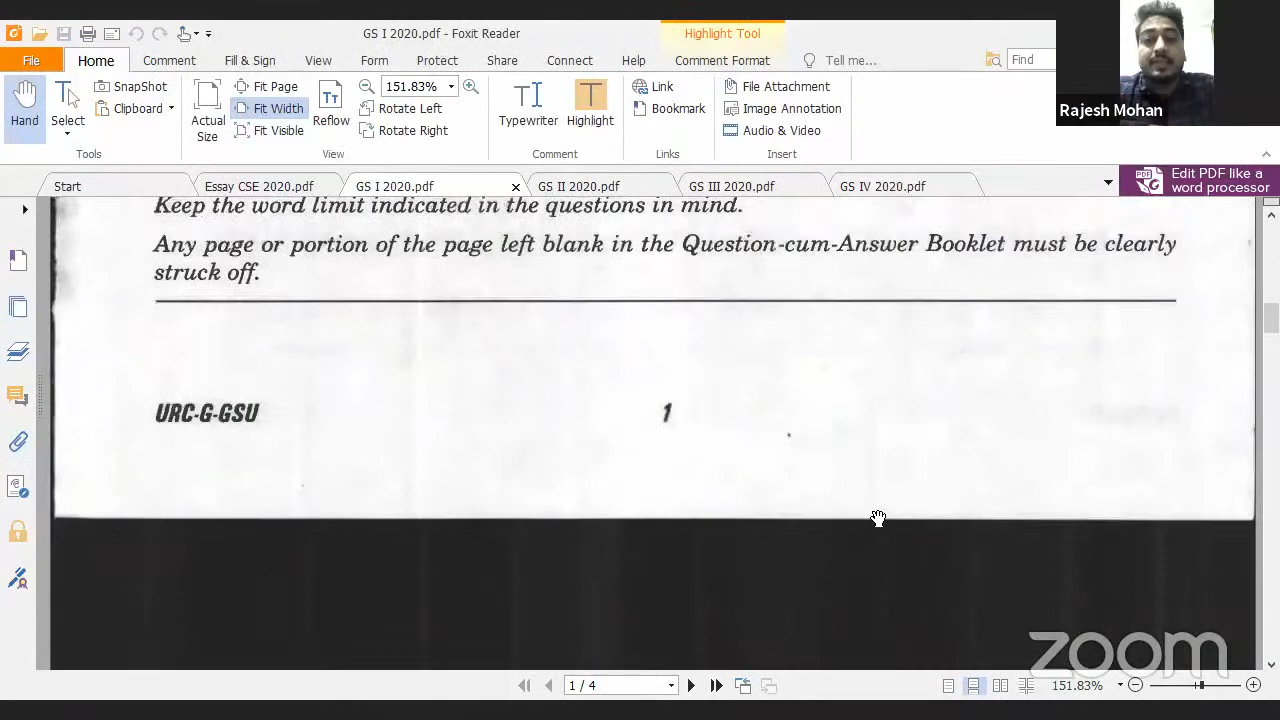 GS I 2020.pdf - Foxit Reader
Highlight Tool
File Home Comment Fill & Sign View Form Protect Share Connect Help Comment Format Tell me... Find
Hand
Select
SnapShot
Clipboard
Tools
Actual Size
Fit Page
Fit Width
Fit Visible
Reflow
151.83%
Rotate Left
Rotate Right
View
Typewriter
Highlight
Comment
Link
Bookmark
Links
File Attachment
Image Annotation
Audio & Video
Insert
Rajesh Mohan
Start Essay CSE 2020.pdf GS I 2020.pdf GS II 2020.pdf GS III 2020.pdf GS IV 2020.pdf
PDF
Edit PDF like a
word processor
Keep the word limit indicated in the questions in mind.
Any page or portion of the page left blank in the Question-cum-Answer Booklet must be clearly
struck off.
URC-G-GSU 1
zoom
1 / 4
151.83%